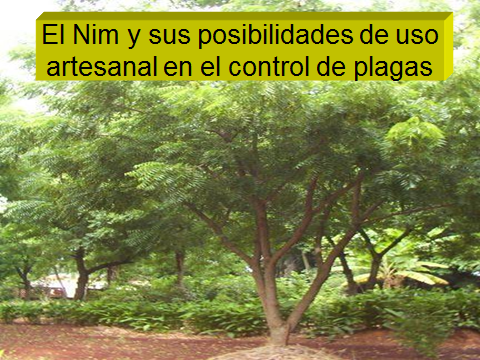 El Nim y sus posibilidades de uso
artesanal en el control de plagas